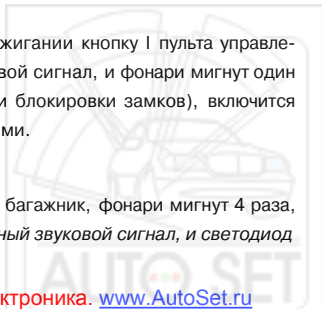 жигании кнопку I пульта управле-
вой сигнал, и фонари мигнут один
и блокировки замков), включится
ми.
багажник, фонари мигнут 4 раза,
ный звуковой сигнал, и светодиод
AUTO SET
ктроника. www.AutoSet.ru